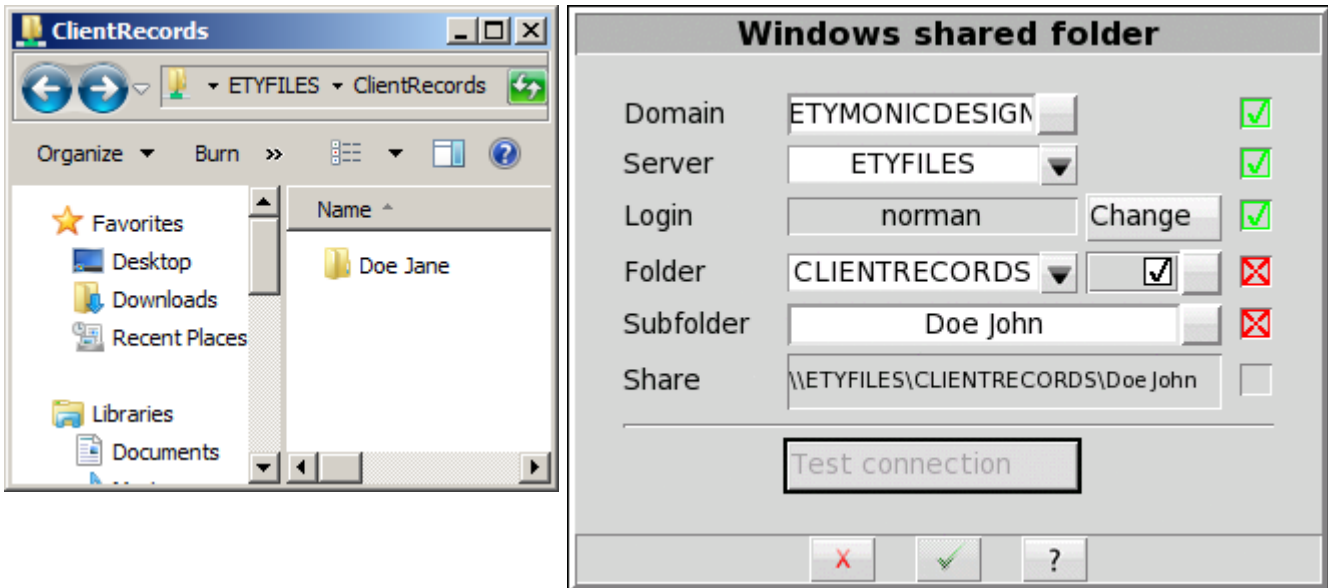 ClientRecords
ETYFILES ClientRecords
Organize Burn »
Favorites
Desktop
Downloads
Recent Places
Libraries
Documents
Name
Doe Jane
Windows shared folder
Domain ETYMONICDESIGN
Server ETYFILES
Login norman Change
Folder CLIENTRECORDS
Subfolder Doe John
Share \\ETYFILES\CLIENTRECORDS\Doe John
Test connection
X ?